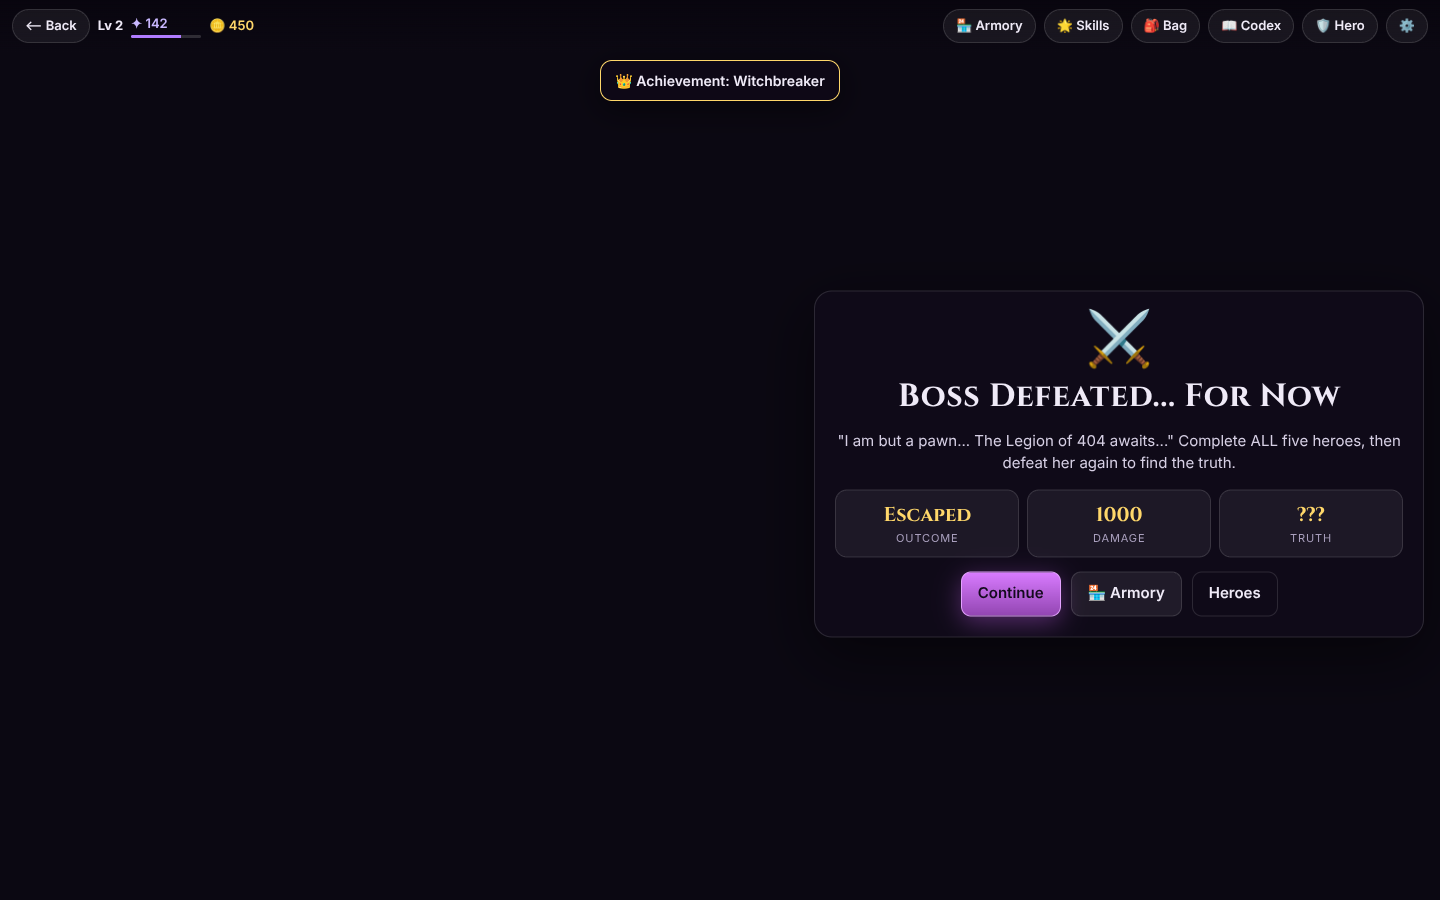 ← Back Lv 2 ✦ 142 🪙 450 🏪 Armory 🌟 Skills 🎒 Bag 📖 Codex 🛡️ Hero ⚙️
👑 Achievement: Witchbreaker
Boss Defeated... For Now
"I am but a pawn... The Legion of 404 awaits..." Complete ALL five heroes, then
defeat her again to find the truth.
Escaped 1000 ???
OUTCOME DAMAGE TRUTH
Continue 🏪 Armory Heroes